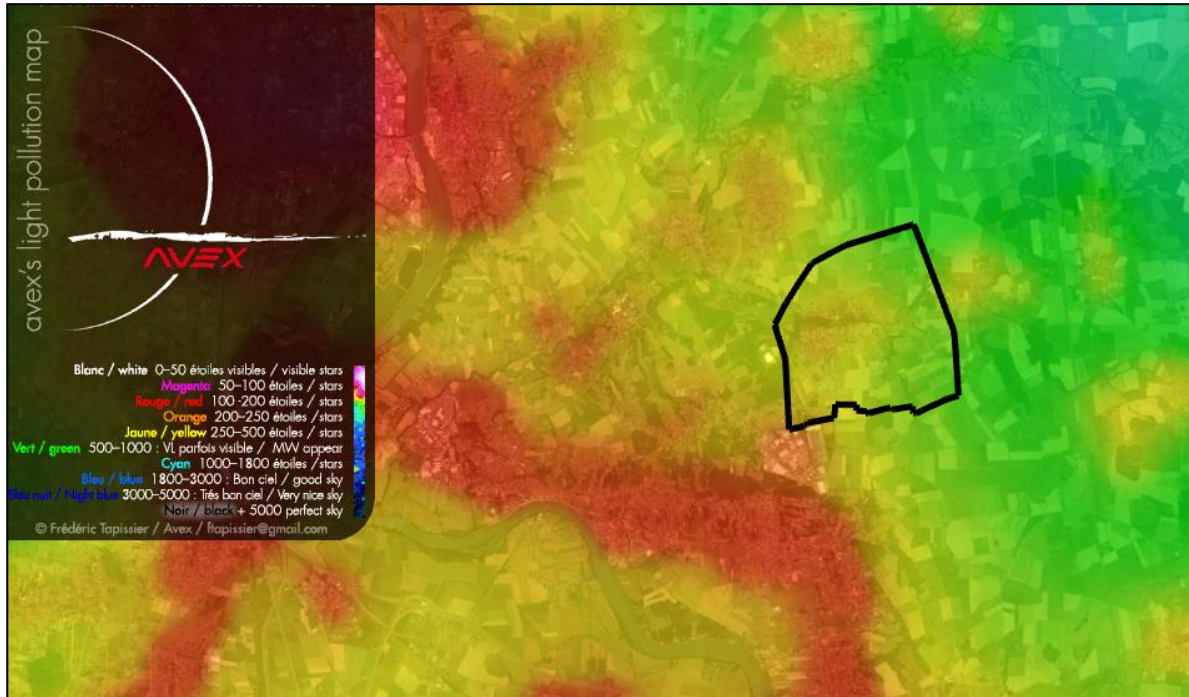 avex's light pollution map
AVEX
Blanc / white 0–50 étoiles visibles / visible stars
Magenta 50–100 étoiles / stars
Rouge / red 100 -200 étoiles / stars
Orange 200–250 étoiles / stars
Jaune / yellow 250–500 étoiles / stars
Vert / green 500–1000 : VL parfois visible / MW appear
Cyan 1000–1800 étoiles /stars
Bleu / blue 1800–3000 : Bon ciel / good sky
Bleu nuit / Night blue 3000–5000 : Trés bon ciel / Very nice sky
Noir / black + 5000 perfect sky
© Frédéric Tapissier / Avex / ftapissier@gmail.com